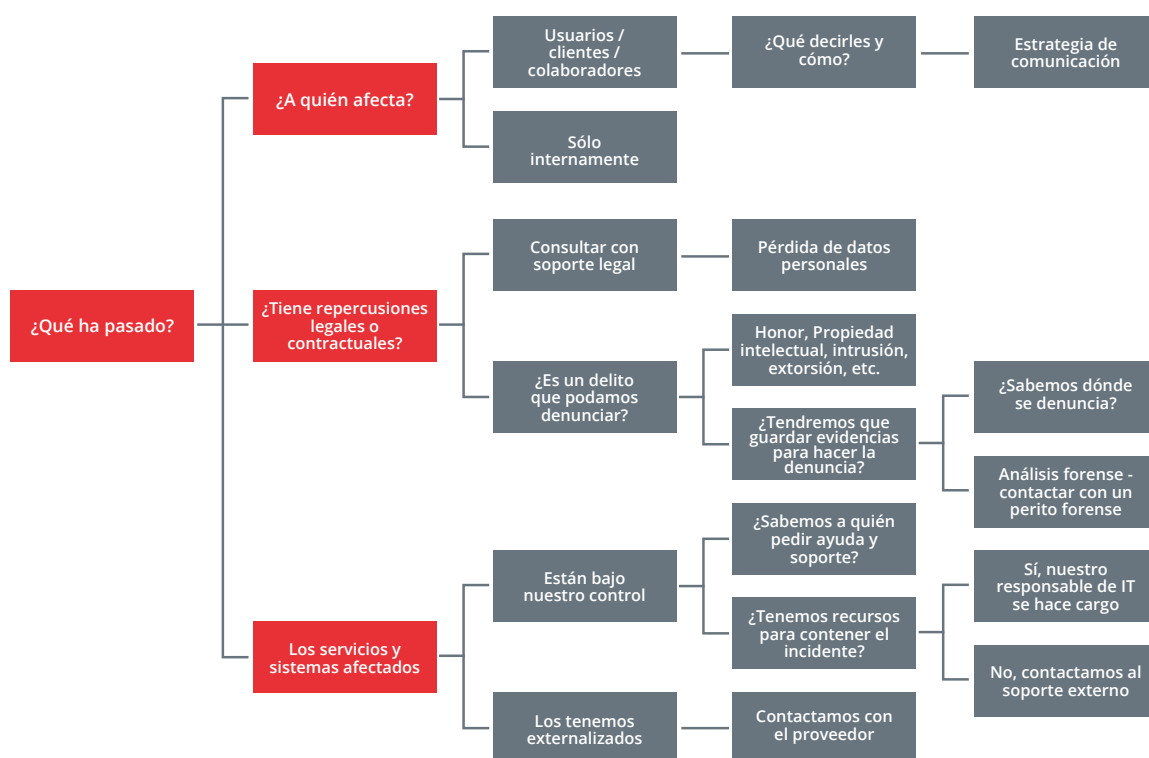 ¿Qué ha pasado?
¿A quién afecta?
Usuarios /
clientes /
colaboradores
¿Qué decirles y
cómo?
Estrategia de
comunicación
Sólo
internamente
¿Tiene repercusiones
legales o
contractuales?
Consultar con
soporte legal
Pérdida de datos
personales
¿Es un delito
que podamos
denunciar?
Honor, Propiedad
intelectual, intrusión,
extorsión, etc.
¿Tendremos que
guardar evidencias
para hacer la
denuncia?
¿Sabemos dónde
se denuncia?
Análisis forense -
contactar con un
perito forense
Los servicios y
sistemas afectados
Están bajo
nuestro control
¿Sabemos a quién
pedir ayuda y
soporte?
¿Tenemos recursos
para contener el
incidente?
Sí, nuestro
responsable de IT
se hace cargo
No, contactamos al
soporte externo
Los tenemos
externalizados
Contactamos con
el proveedor